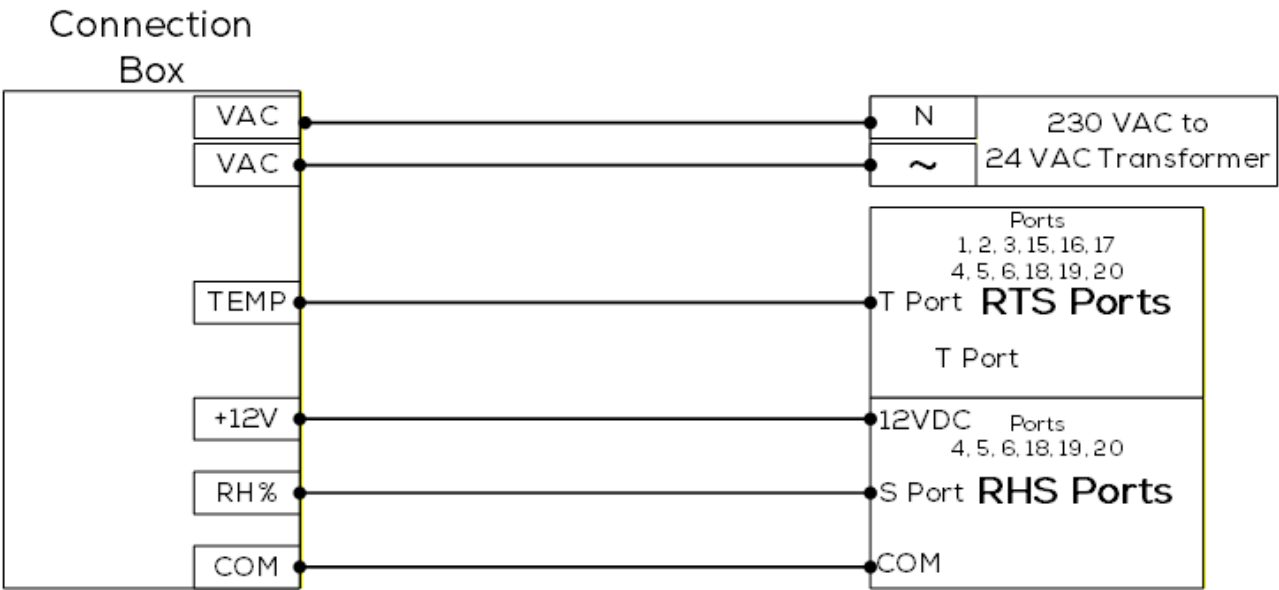 Connection
Box
VAC
N
230 VAC to
VAC
~
24 VAC Transformer
Ports
1, 2, 3, 15, 16, 17
4, 5, 6, 18, 19, 20
TEMP
T Port RTS Ports
T Port
+12V
12VDC Ports
4, 5, 6, 18, 19, 20
RH%
S Port RHS Ports
COM
COM